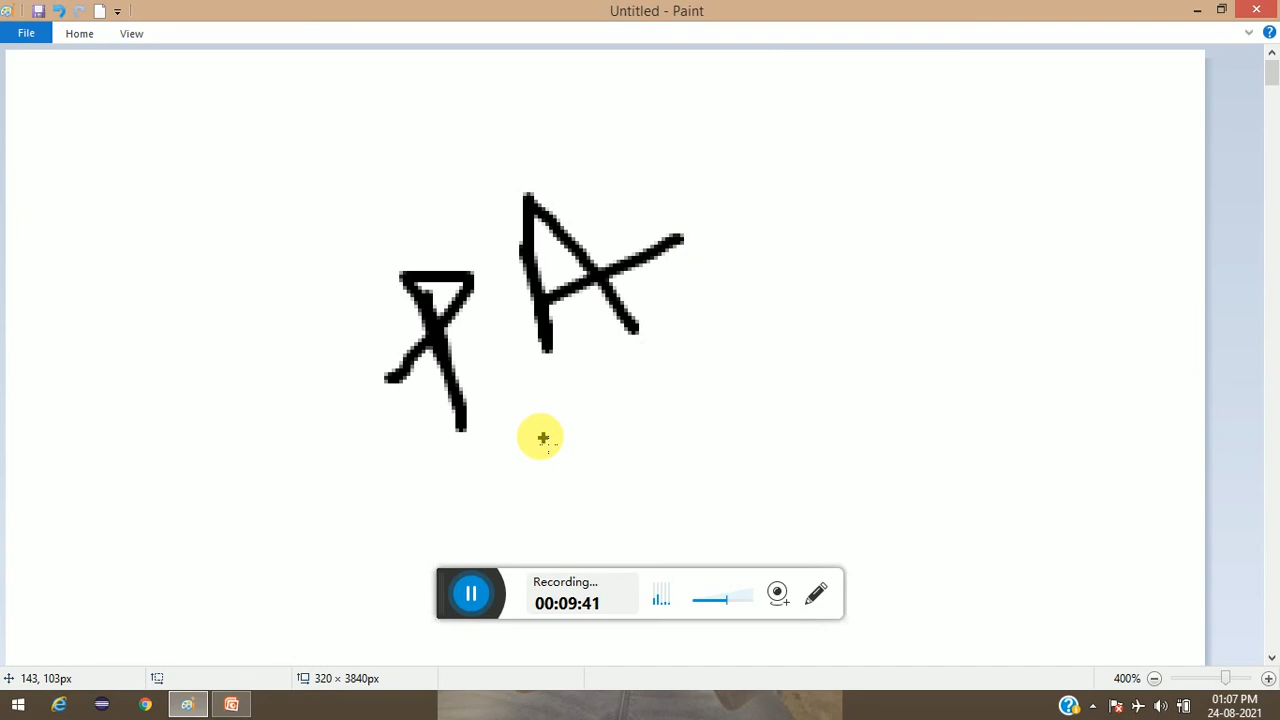 Untitled - Paint
File Home View
A
Recording...
00:09:41
143, 103px 320 × 3840px 400%
01:07 PM
24-08-2021